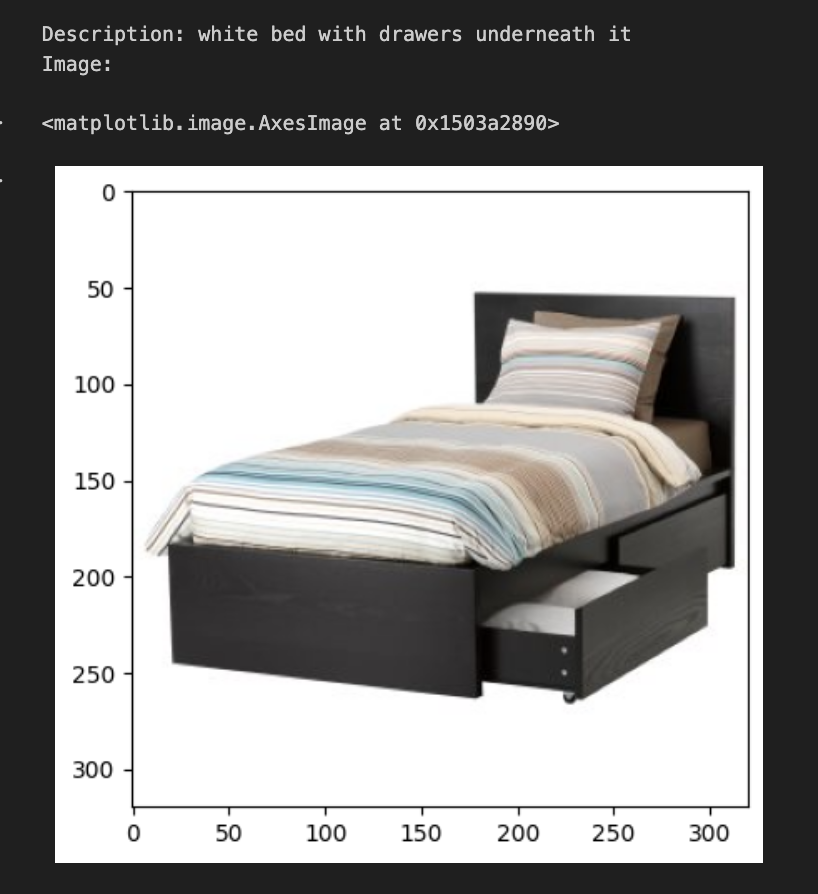 Description: white bed with drawers underneath it
Image:
<matplotlib.image.AxesImage at 0x1503a2890>
0
50
100
150
200
250
300
0 50 100 150 200 250 300